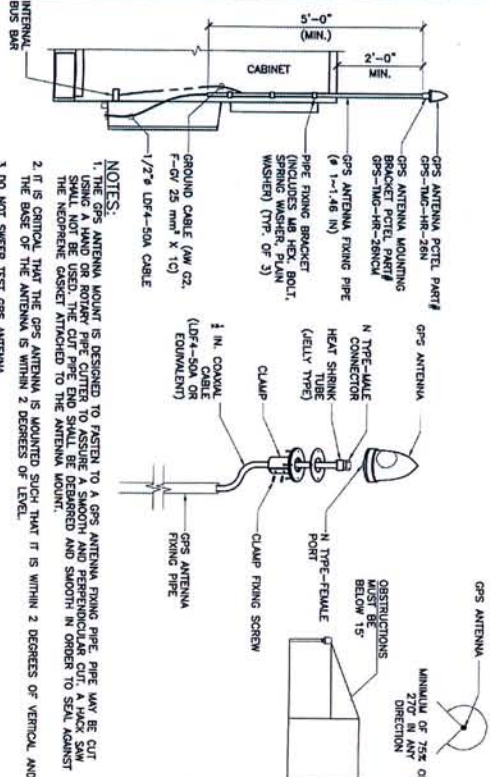 5'-0"
(MIN.)
2'-0"
MIN.
CABINET
INTERNAL
BUS BAR
GPS ANTENNA PCTEL PART#
GPS-TMG-HR-26N
GPS ANTENNA MOUNTING
BRACKET PCTEL PART#
GPS-TMG-HR-26NCM
GPS ANTENNA FIXING PIPE
(ø 1~1.46 IN)
PIPE FIXING BRACKET
(INCLUDES M8 HEX. BOLT,
SPRING WASHER, PLAIN
WASHER) (TYP. OF 3)
GROUND CABLE (AW G2,
F-GV 25 mm² X 1C)
1/2"ø LDF4-50A CABLE
GPS ANTENNA
N TYPE-MALE
CONNECTOR
HEAT SHRINK
TUBE
(JELLY TYPE)
CLAMP
½ IN. COAXIAL
CABLE
(LDF4-50A OR
EQUIVALENT)
N TYPE-FEMALE
PORT
CLAMP FIXING SCREW
GPS ANTENNA
FIXING PIPE
GPS ANTENNA
MINIMUM OF 75% O
270° IN ANY
DIRECTION
OBSTRUCTIONS
MUST BE
BELOW 15'
NOTES:
1. THE GPS ANTENNA MOUNT IS DESIGNED TO FASTEN TO A GPS ANTENNA FIXING PIPE. PIPE MAY BE CUT
USING A HAND OR ROTARY PIPE CUTTER TO ASSURE A SMOOTH AND PERPENDICULAR CUT. A HACK SAW
SHALL NOT BE USED. THE CUT PIPE END SHALL BE DEBARRED AND SMOOTH IN ORDER TO SEAL AGAINST
THE NEOPRENE GASKET ATTACHED TO THE ANTENNA MOUNT.
2. IT IS CRITICAL THAT THE GPS ANTENNA IS MOUNTED SUCH THAT IT IS WITHIN 2 DEGREES OF VERTICAL AND
THE BASE OF THE ANTENNA IS WITHIN 2 DEGREES OF LEVEL.
3. DO NOT SWEEP TEST GPS ANTENNA